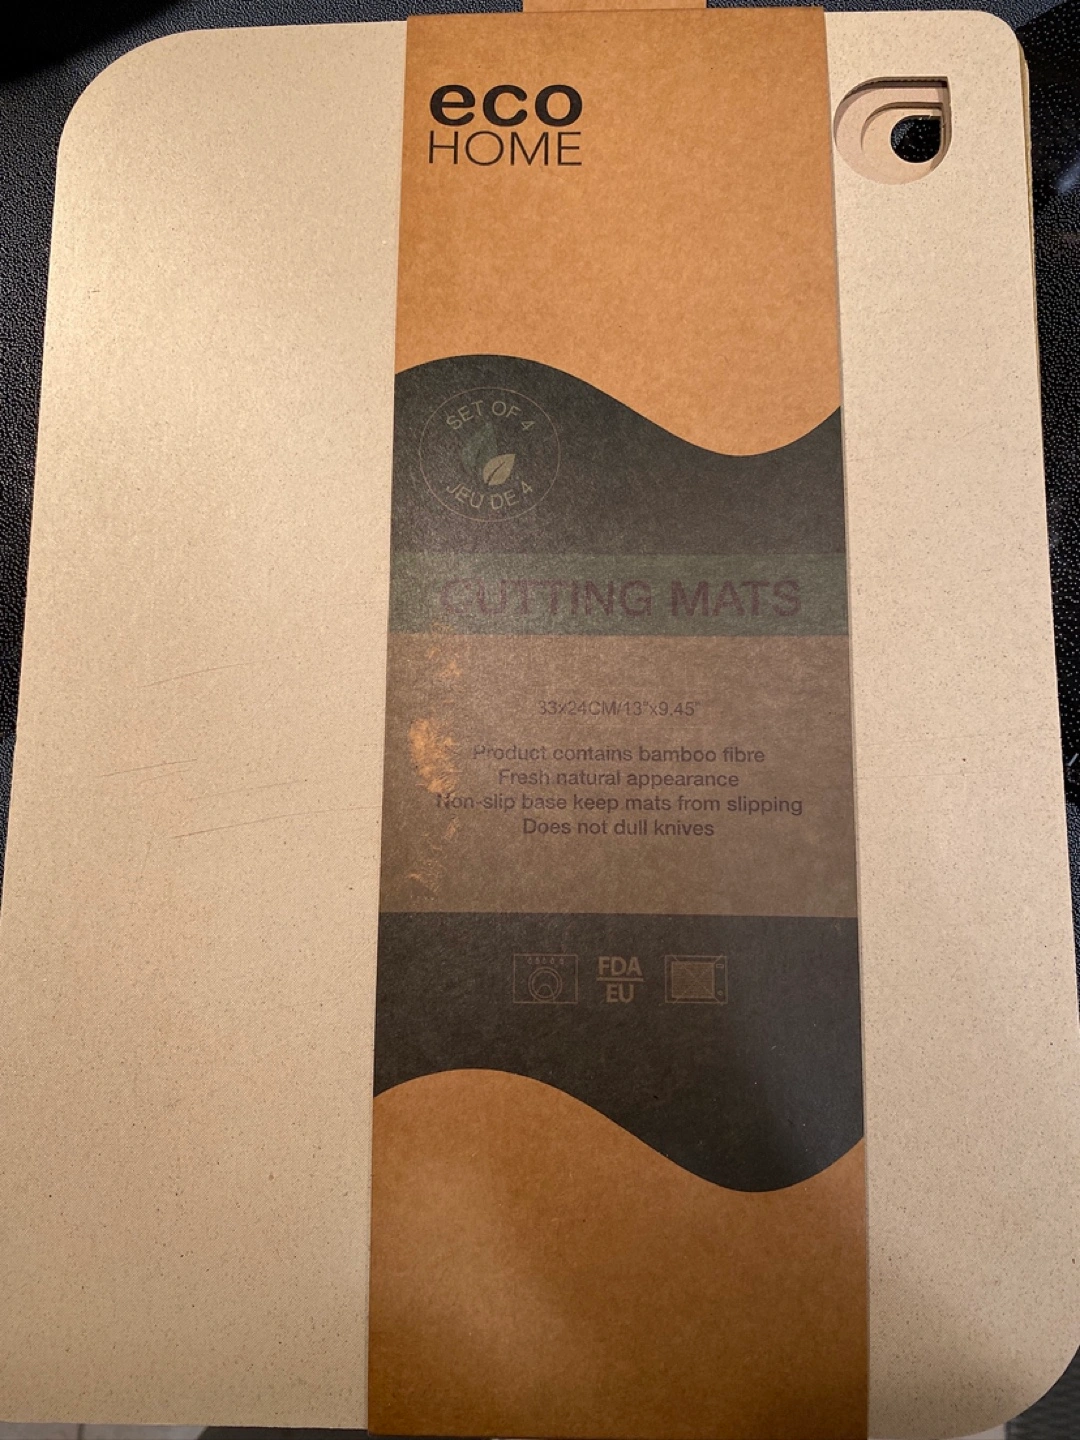 eco
HOME
SET OF 4
JEU DE 4
CUTTING MATS
33x24CM/13"x9.45"
Product contains bamboo fibre
Fresh natural appearance
Non-slip base keep mats from slipping
Does not dull knives
FDA
EU